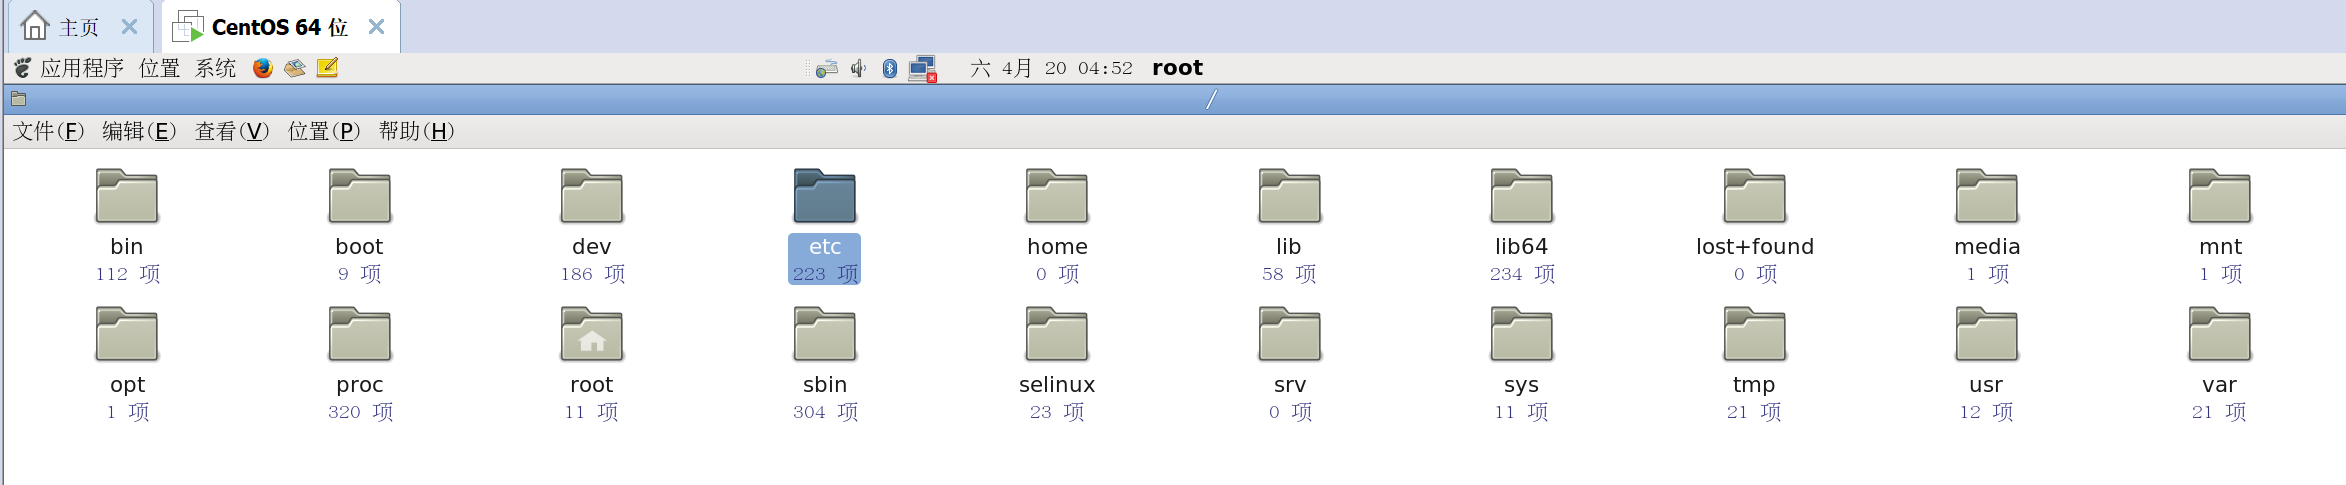 主页 CentOS 64 位
应用程序 位置 系统 六 4月 20 04:52 root
/
文件(F) 编辑(E) 查看(V) 位置(P) 帮助(H)
bin boot dev etc home lib lib64 lost+found media mnt
112 项 9 项 186 项 223 项 0 项 58 项 234 项 0 项 1 项 1 项
opt proc root sbin selinux srv sys tmp usr var
1 项 320 项 11 项 304 项 23 项 0 项 11 项 21 项 12 项 21 项